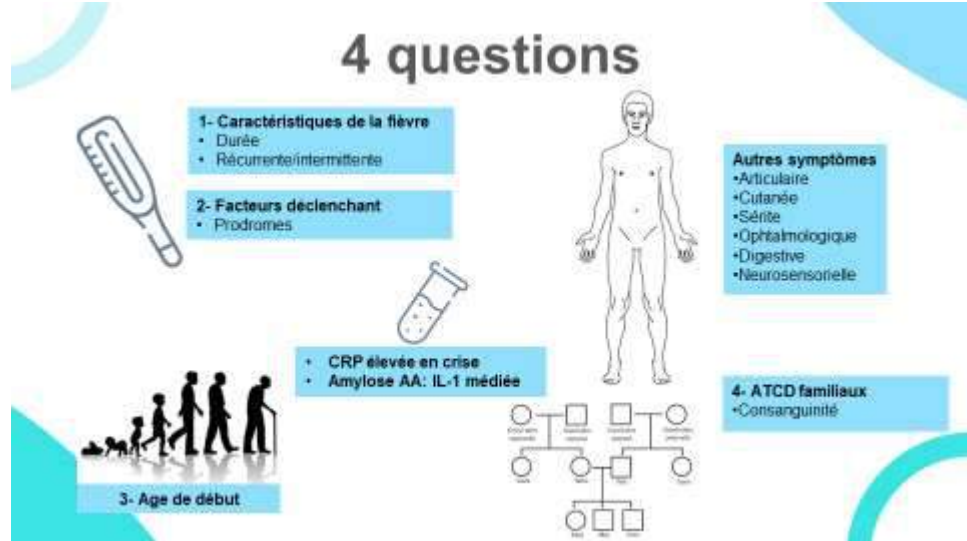 4 questions
1- Caractéristiques de la fièvre
• Durée
• Récurrente/intermittente
2- Facteurs déclenchant
• Prodromes
Autres symptômes
•Articulaire
•Cutanée
•Sérite
•Ophtalmologique
•Digestive
•Neurosensorielle
• CRP élevée en crise
• Amylose AA: IL-1 médiée
3- Age de début
4- ATCD familiaux
•Consanguinité